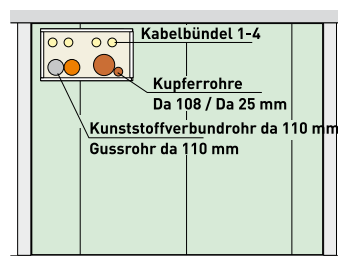 Kabelbündel 1-4
Kupferrohre
Da 108 / Da 25 mm
Kunststoffverbundrohr da 110 mm
Gussrohr da 110 mm